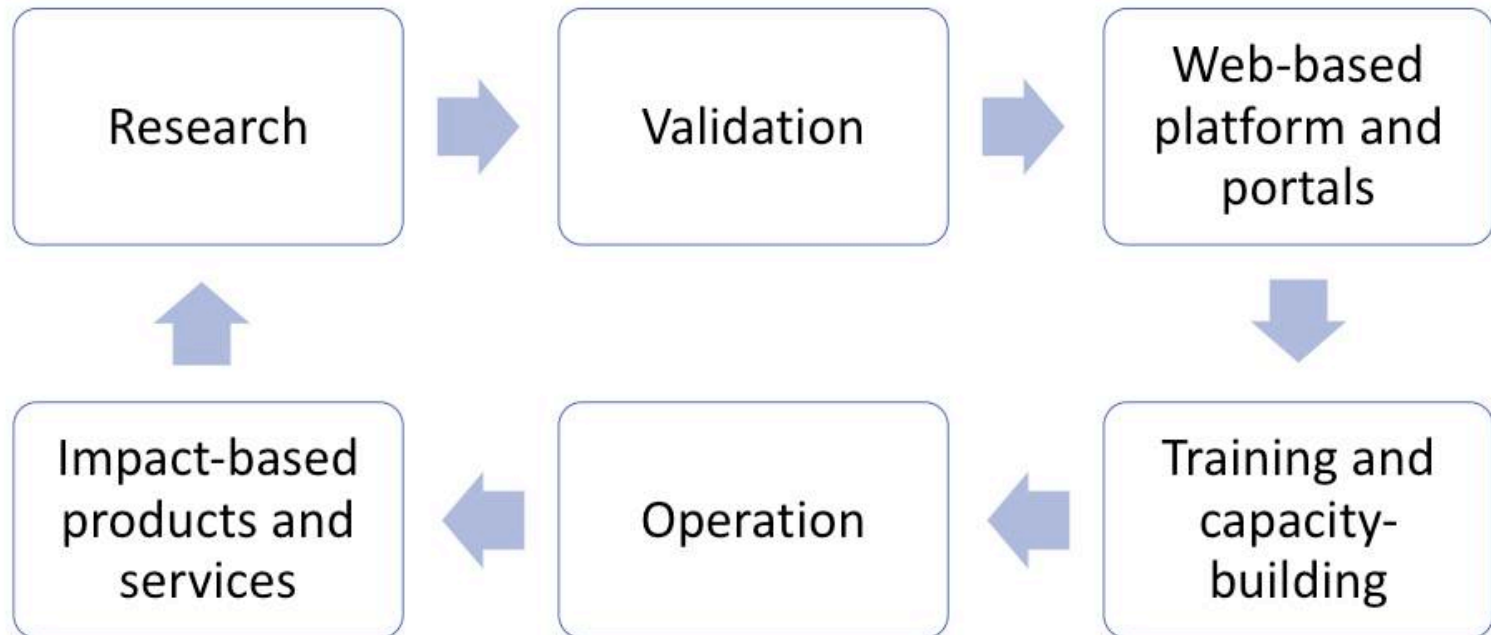 Research
Validation
Web-based
platform and
portals
Impact-based
products and
services
Operation
Training and
capacity-
building